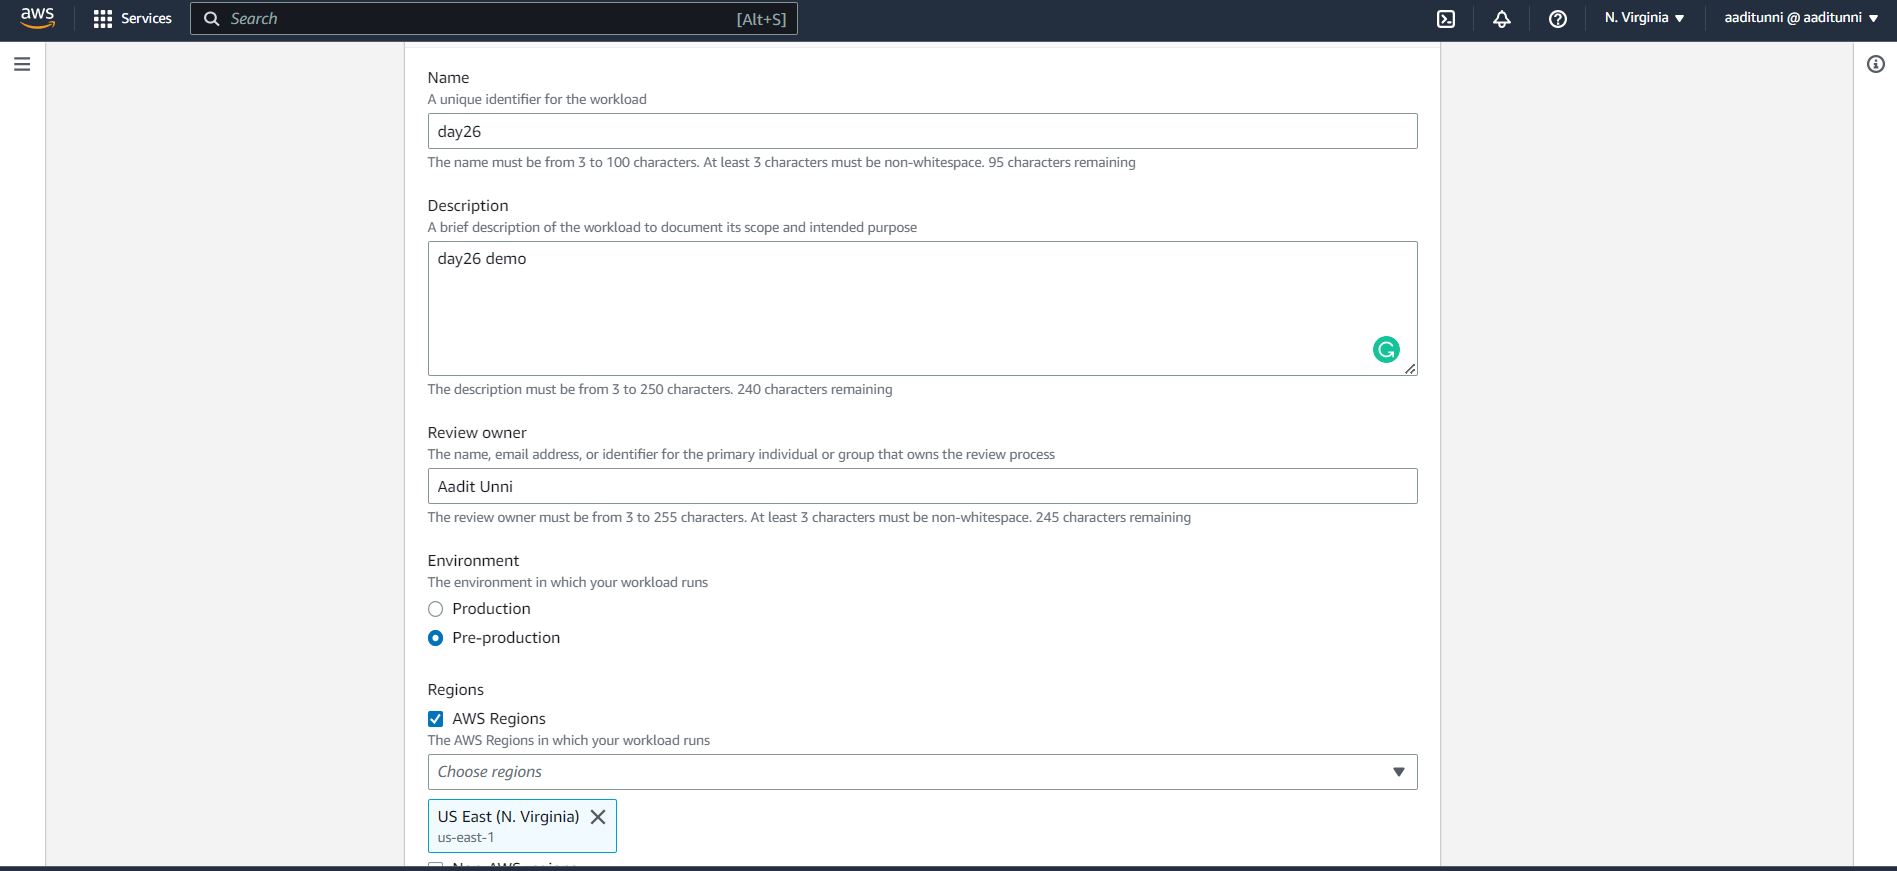 aws
Services
Search
[Alt+S]
N. Virginia
aaditunni @ aaditunni
Name
A unique identifier for the workload
day26
The name must be from 3 to 100 characters. At least 3 characters must be non-whitespace. 95 characters remaining
Description
A brief description of the workload to document its scope and intended purpose
day26 demo
The description must be from 3 to 250 characters. 240 characters remaining
Review owner
The name, email address, or identifier for the primary individual or group that owns the review process
Aadit Unni
The review owner must be from 3 to 255 characters. At least 3 characters must be non-whitespace. 245 characters remaining
Environment
The environment in which your workload runs
Production
Pre-production
Regions
AWS Regions
The AWS Regions in which your workload runs
Choose regions
US East (N. Virginia)
us-east-1